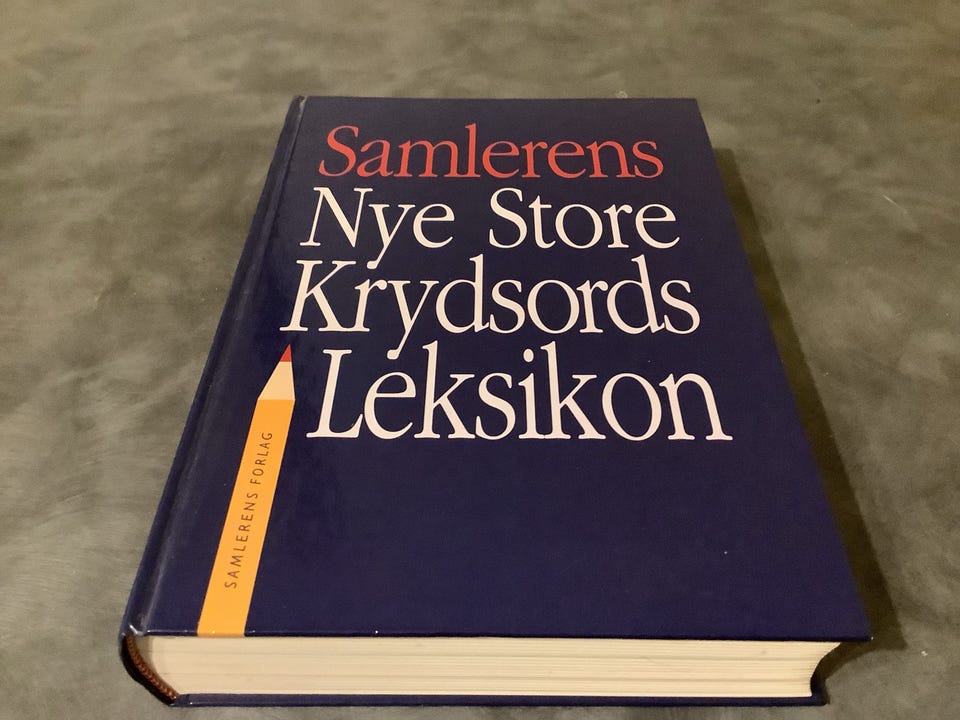 Samlerens
Nye Store
Krydsords
Leksikon
SAMLERENS FORLAG